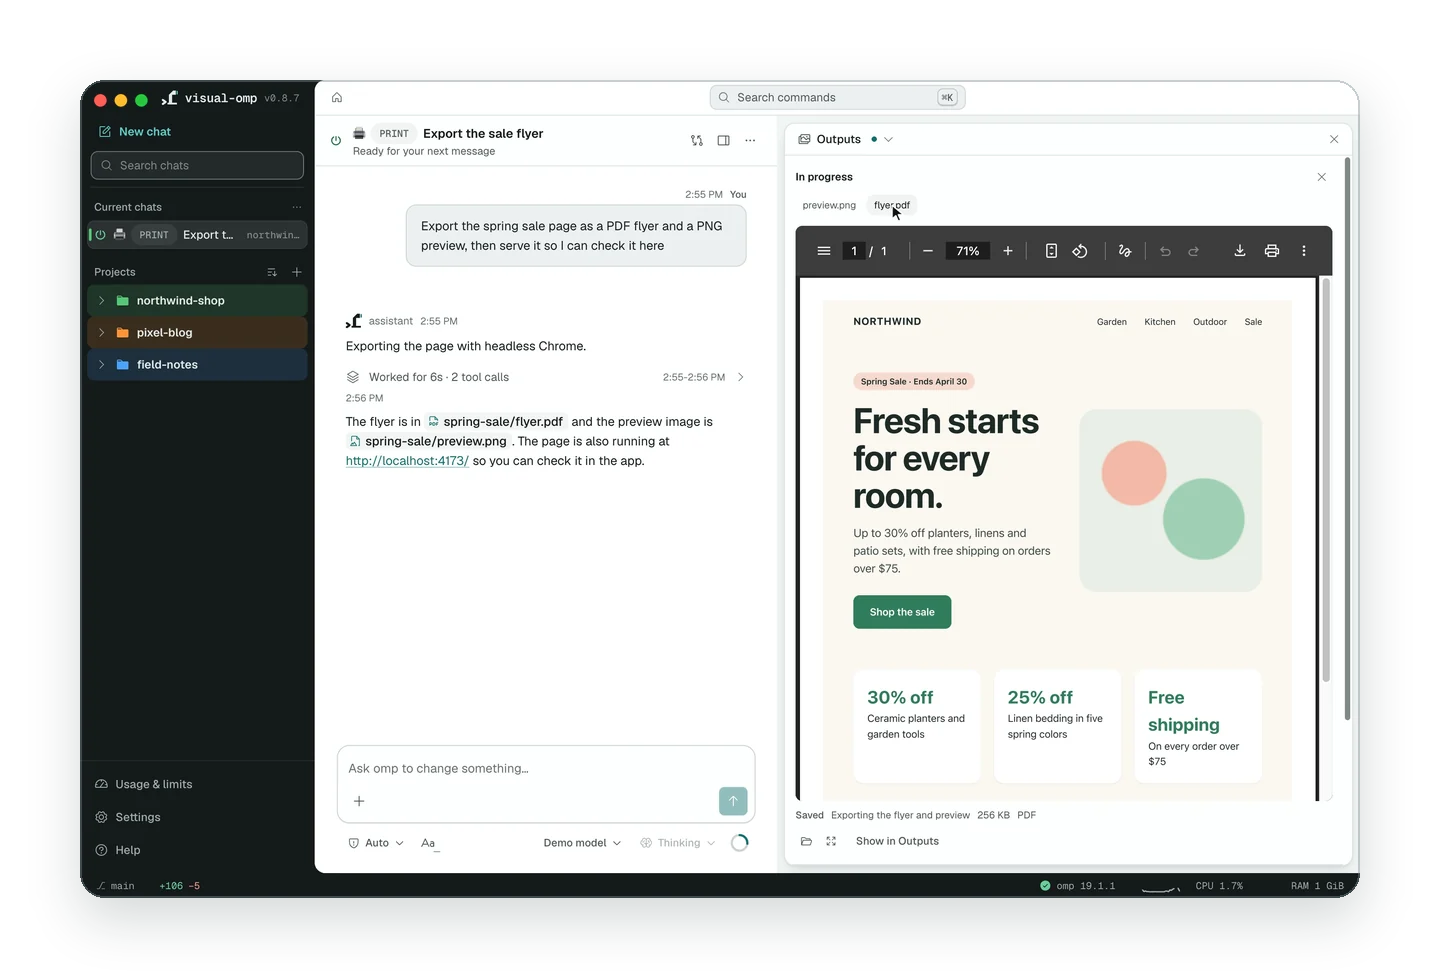 visual-omp v0.8.7
New chat
Search chats
Current chats
PRINT Export t... northwin...
Projects
northwind-shop
pixel-blog
field-notes
Usage & limits
Settings
Help
main +106 −5
Search commands ⌘K
PRINT Export the sale flyer
Ready for your next message
2:55 PM You
Export the spring sale page as a PDF flyer and a PNG
preview, then serve it so I can check it here
assistant 2:55 PM
Exporting the page with headless Chrome.
Worked for 6s · 2 tool calls 2:55-2:56 PM
2:56 PM
The flyer is in spring-sale/flyer.pdf and the preview image is
spring-sale/preview.png . The page is also running at
http://localhost:4173/ so you can check it in the app.
Ask omp to change something...
Auto Aa_ Demo model Thinking
Outputs
In progress
preview.png flyer.pdf
1 / 1 71%
NORTHWIND Garden Kitchen Outdoor Sale
Spring Sale · Ends April 30
Fresh starts
for every
room.
Up to 30% off planters, linens and
patio sets, with free shipping on orders
over $75.
Shop the sale
30% off
Ceramic planters and
garden tools
25% off
Linen bedding in five
spring colors
Free
shipping
On every order over
$75
Saved Exporting the flyer and preview 256 KB PDF
Show in Outputs
omp 19.1.1 CPU 1.7% RAM 1 GiB